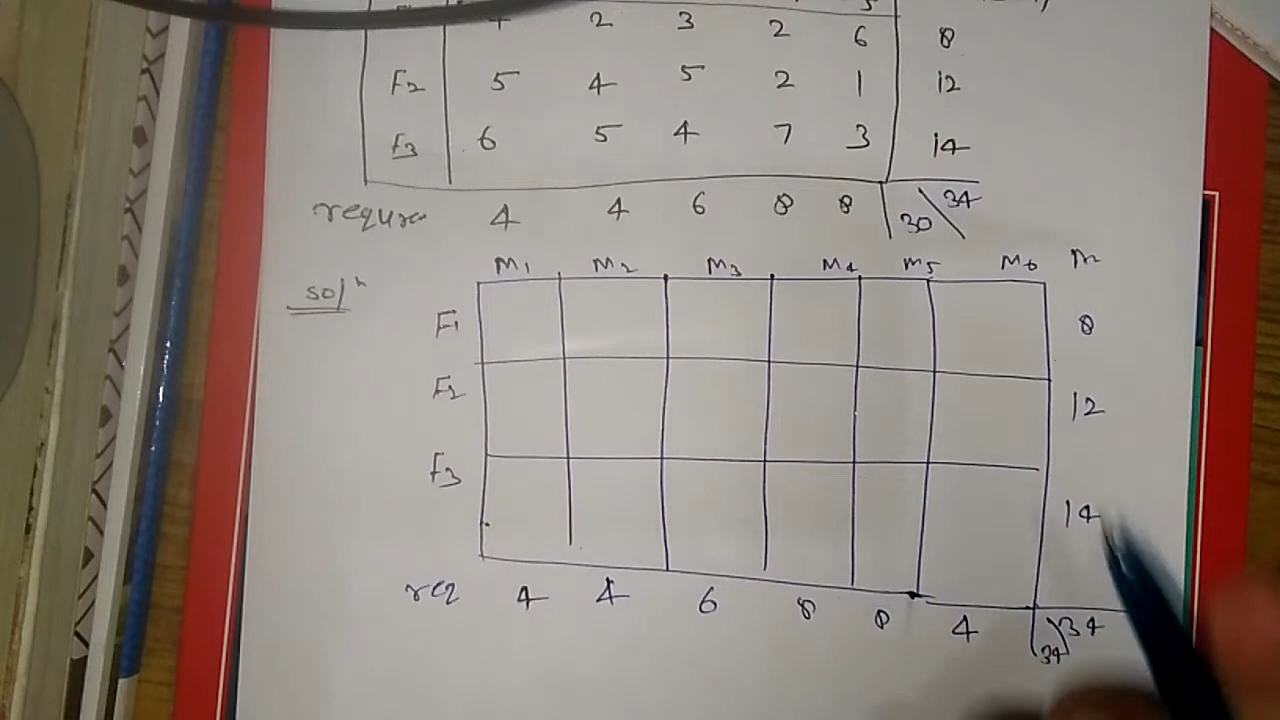 2 3 2 6 8
F2 5 4 5 2 1 12
F3 6 5 4 7 3 14
4 4 6 8 8 30 34
M1 M2 M3 M4 M5 M6
Soln
F1 8
F2 12
F3 14
req 4 4 6 8 8 4 34 34